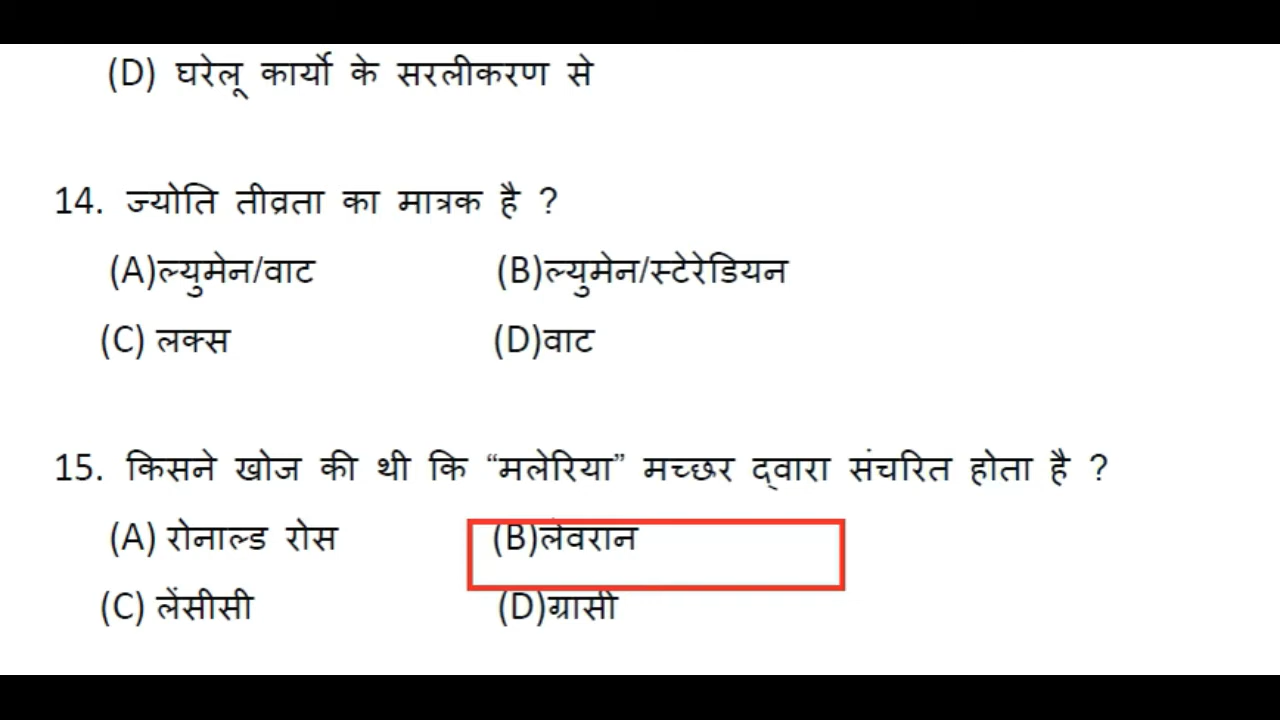 (D) घरेलू कार्यो के सरलीकरण से
14. ज्योति तीव्रता का मात्रक है ?
(A)ल्युमेन/वाट (B)ल्युमेन/स्टेरेडियन
(C) लक्स (D)वाट
15. किसने खोज की थी कि “मलेरिया” मच्छर द्वारा संचरित होता है ?
(A) रोनाल्ड रोस (B)लेवरान
(C) लेंसीसी (D)ग्रासी